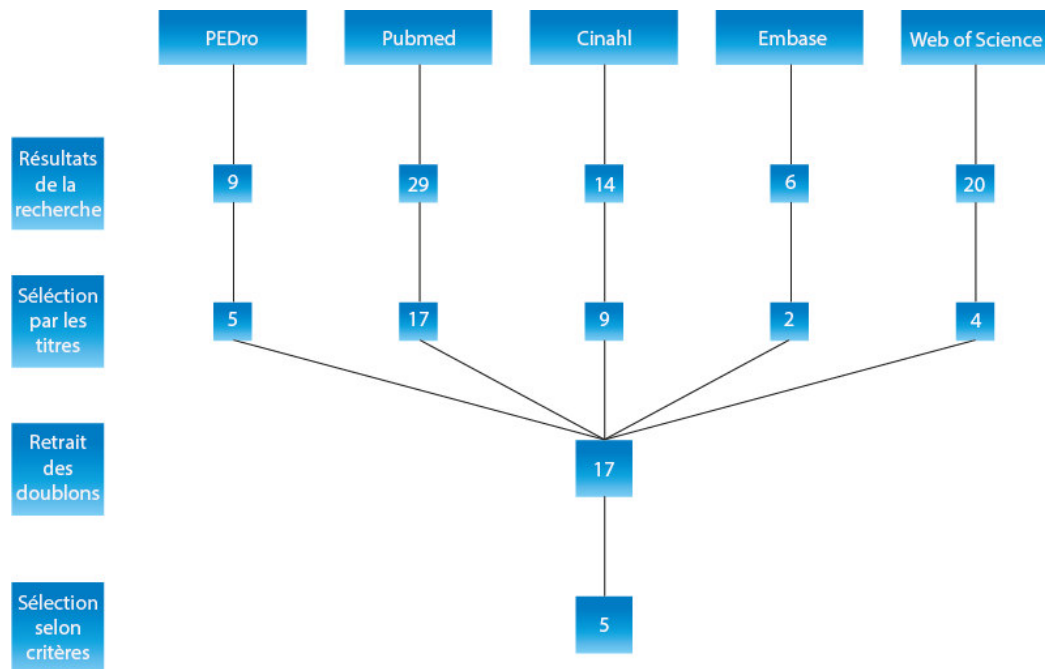 PEDro
Pubmed
Cinahl
Embase
Web of Science
Résultats
de la
recherche
9
29
14
6
20
Séléction
par les
titres
5
17
9
2
4
Retrait
des
doublons
17
Sélection
selon
critères
5